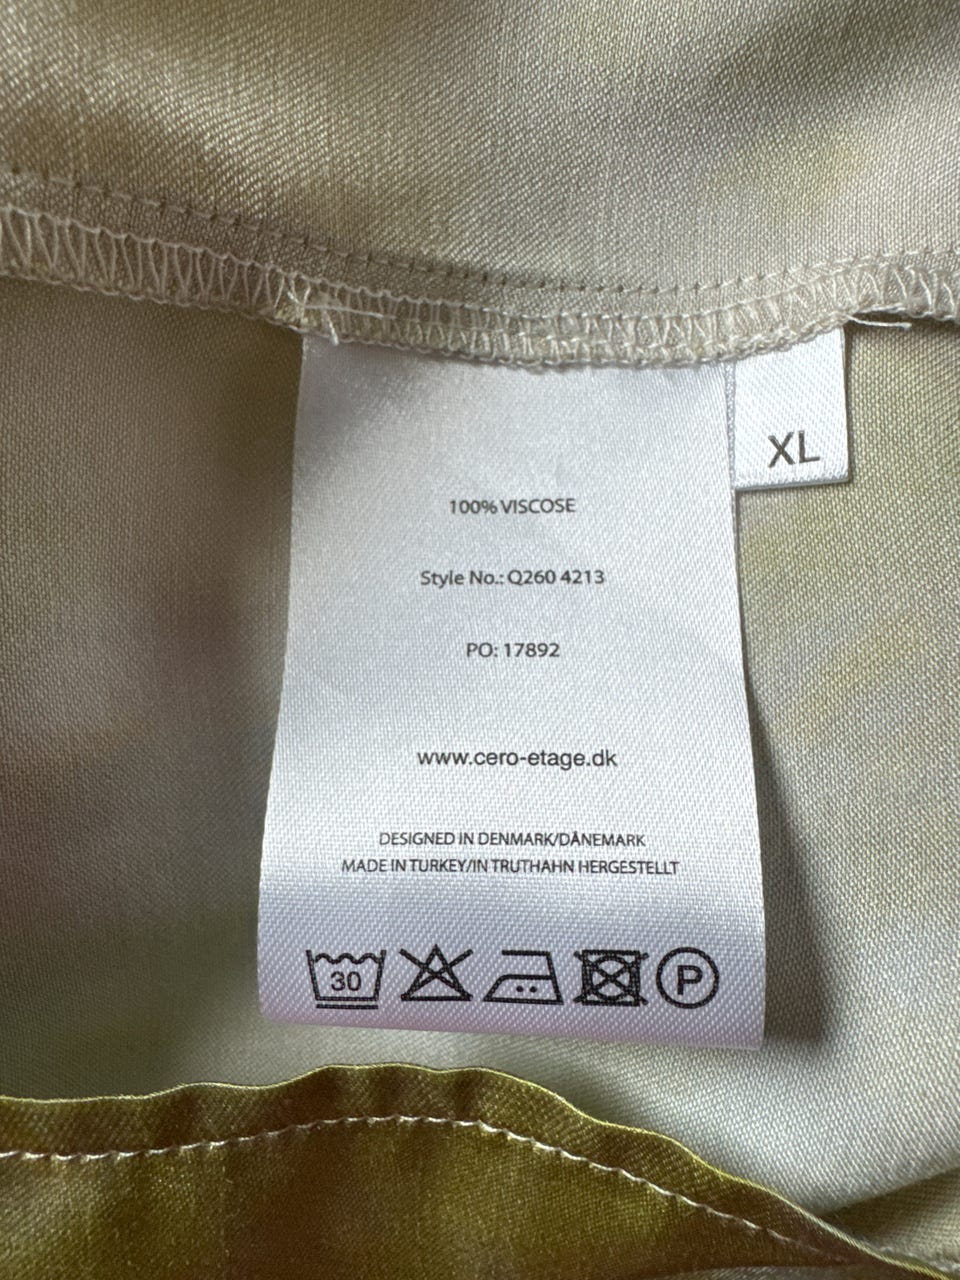 XL
100% VISCOSE
Style No.: Q260 4213
PO: 17892
www.cero-etage.dk
DESIGNED IN DENMARK/DÄNEMARK
MADE IN TURKEY/IN TRUTHAHN HERGESTELLT
30
P